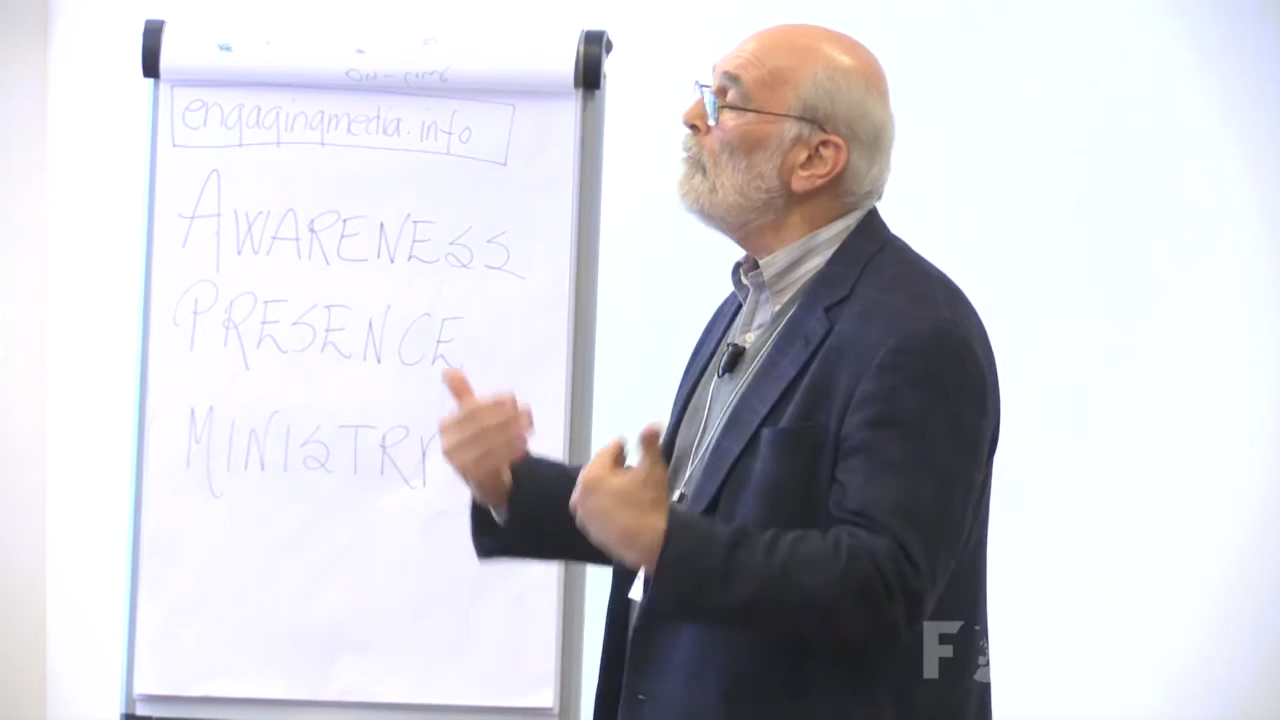 engagingmedia.info
AWARENESS
PRESENCE
MINISTRY
F